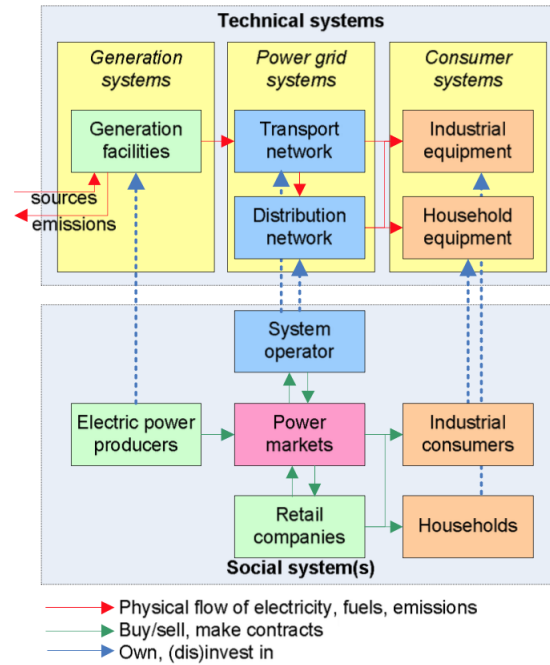 Technical systems
Generation
systems
Power grid
systems
Consumer
systems
Generation
facilities
Transport
network
Industrial
equipment
sources
emissions
Distribution
network
Household
equipment
System
operator
Electric power
producers
Power
markets
Industrial
consumers
Retail
companies
Households
Social system(s)
Physical flow of electricity, fuels, emissions
Buy/sell, make contracts
Own, (dis)invest in